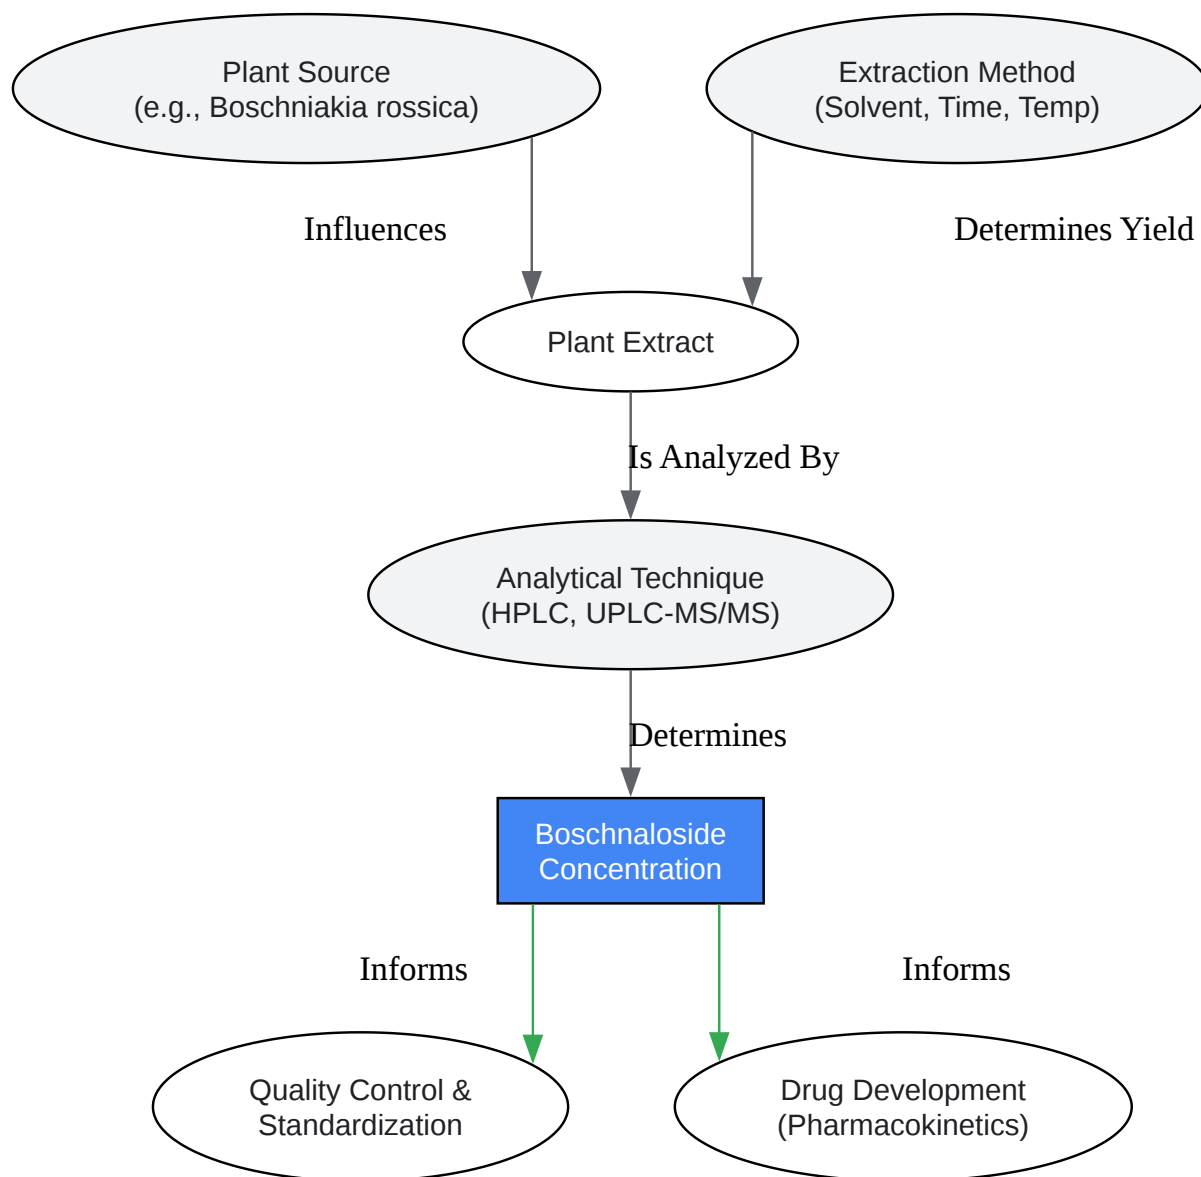 Plant Source
(e.g., Boschniakia rossica)
Extraction Method
(Solvent, Time, Temp)
Influences
Determines Yield
Plant Extract
Is Analyzed By
Analytical Technique
(HPLC, UPLC-MS/MS)
Determines
Boschnaloside
Concentration
Informs
Informs
Quality Control &
Standardization
Drug Development
(Pharmacokinetics)